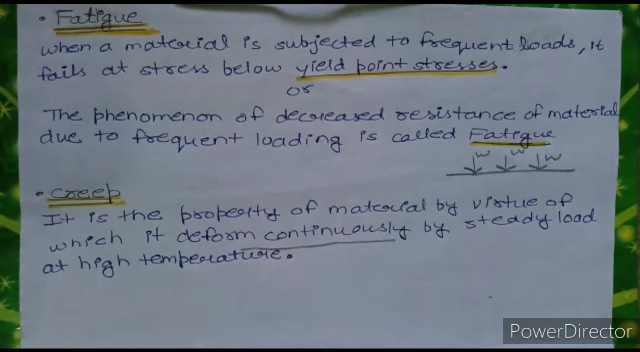 • Fatigue
when a material is subjected to frequent loads, it
fails at stress below yield point stresses.
or
The phenomenon of decreased resistance of material
due to frequent loading is called Fatigue
w w w
• Creep
It is the property of material by virtue of
which it deform continuously by steady load
at high temperature.
PowerDirector